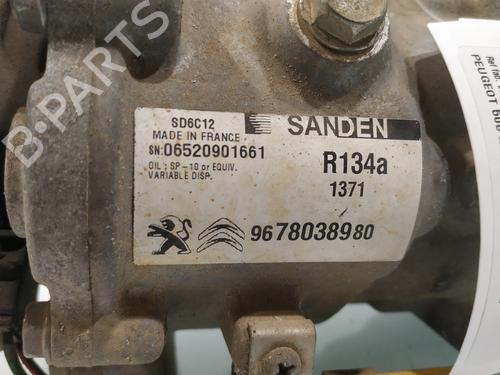 SD6C12
MADE IN FRANCE
SN:06520901661
OIL : SP-10 or EQUIV.
VARIABLE DISP.
SANDEN
R134a
1371
9678038980
PEUGEOT
B-PARTS